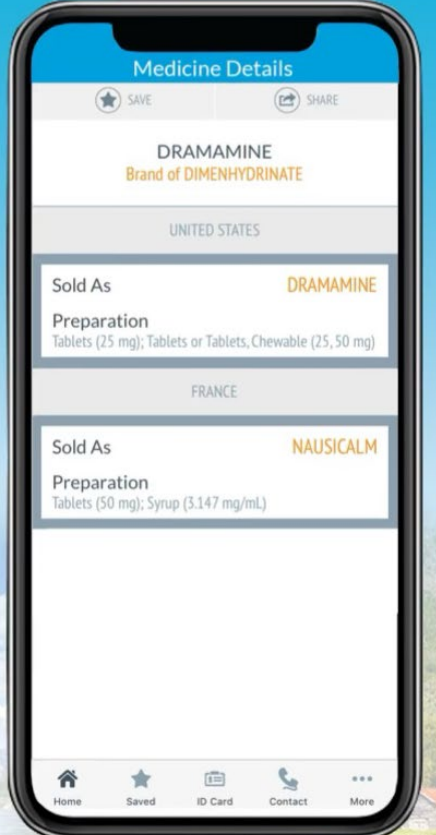 Medicine Details
SAVE
SHARE
DRAMAMINE
Brand of DIMENHYDRINATE
UNITED STATES
Sold As DRAMAMINE
Preparation
Tablets (25 mg); Tablets or Tablets, Chewable (25, 50 mg)
FRANCE
Sold As NAUSICALM
Preparation
Tablets (50 mg); Syrup (3.147 mg/mL)
Home Saved ID Card Contact More